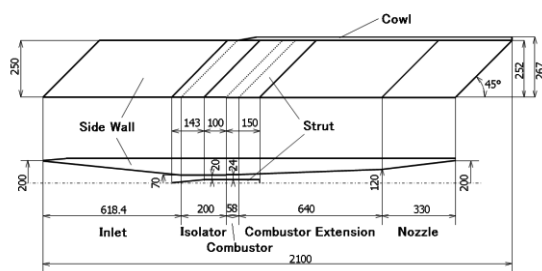 Cowl
250
252
267
45°
Side Wall
143
100
150
Strut
20
24
200
70
120
200
618.4
200
58
640
330
Inlet
Isolator
Combustor Extension
Nozzle
Combustor
2100